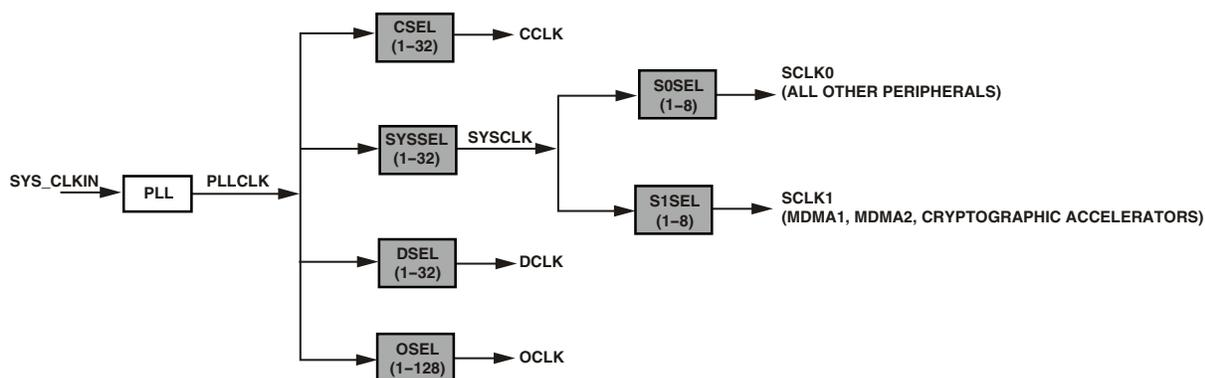 SYS_CLKIN
PLL
PLLCLK
CSEL
(1–32)
CCLK
SYSSEL
(1–32)
SYSCLK
S0SEL
(1–8)
SCLK0
(ALL OTHER PERIPHERALS)
S1SEL
(1–8)
SCLK1
(MDMA1, MDMA2, CRYPTOGRAPHIC ACCELERATORS)
DSEL
(1–32)
DCLK
OSEL
(1–128)
OCLK